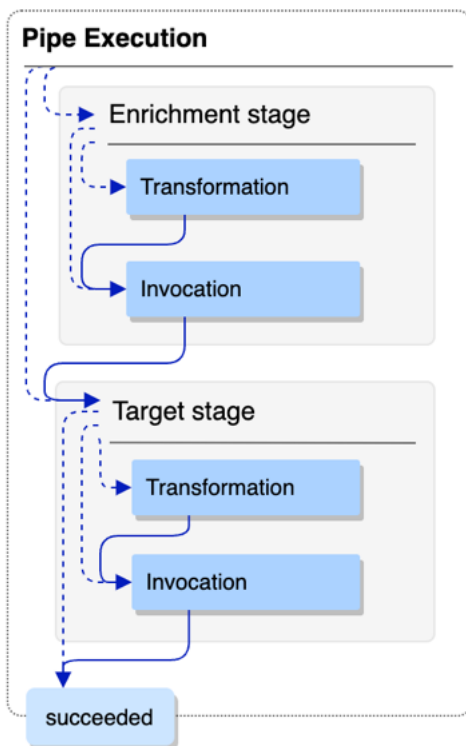 Pipe Execution
Enrichment stage
Transformation
Invocation
Target stage
Transformation
Invocation
succeeded